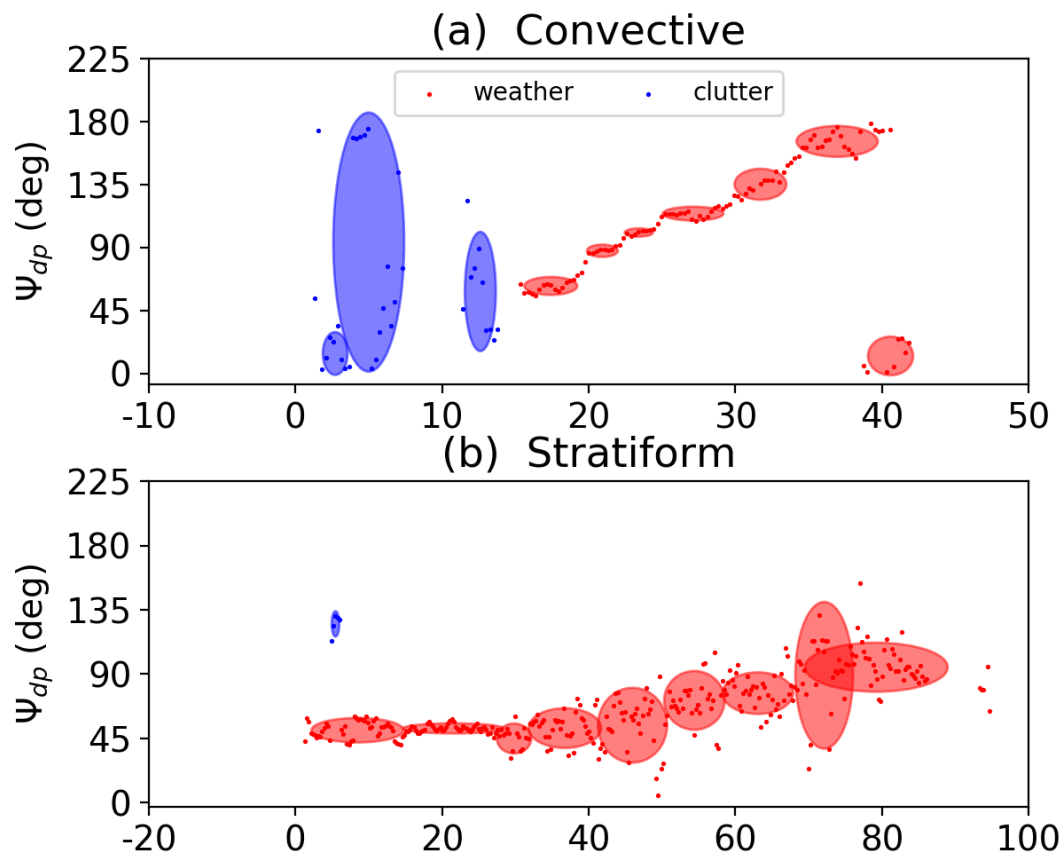 (a) Convective
225
weather clutter
180
135
90
45
0
Ψdp (deg)
-10 0 10 20 30 40 50
(b) Stratiform
225
180
135
90
45
0
Ψdp (deg)
-20 0 20 40 60 80 100